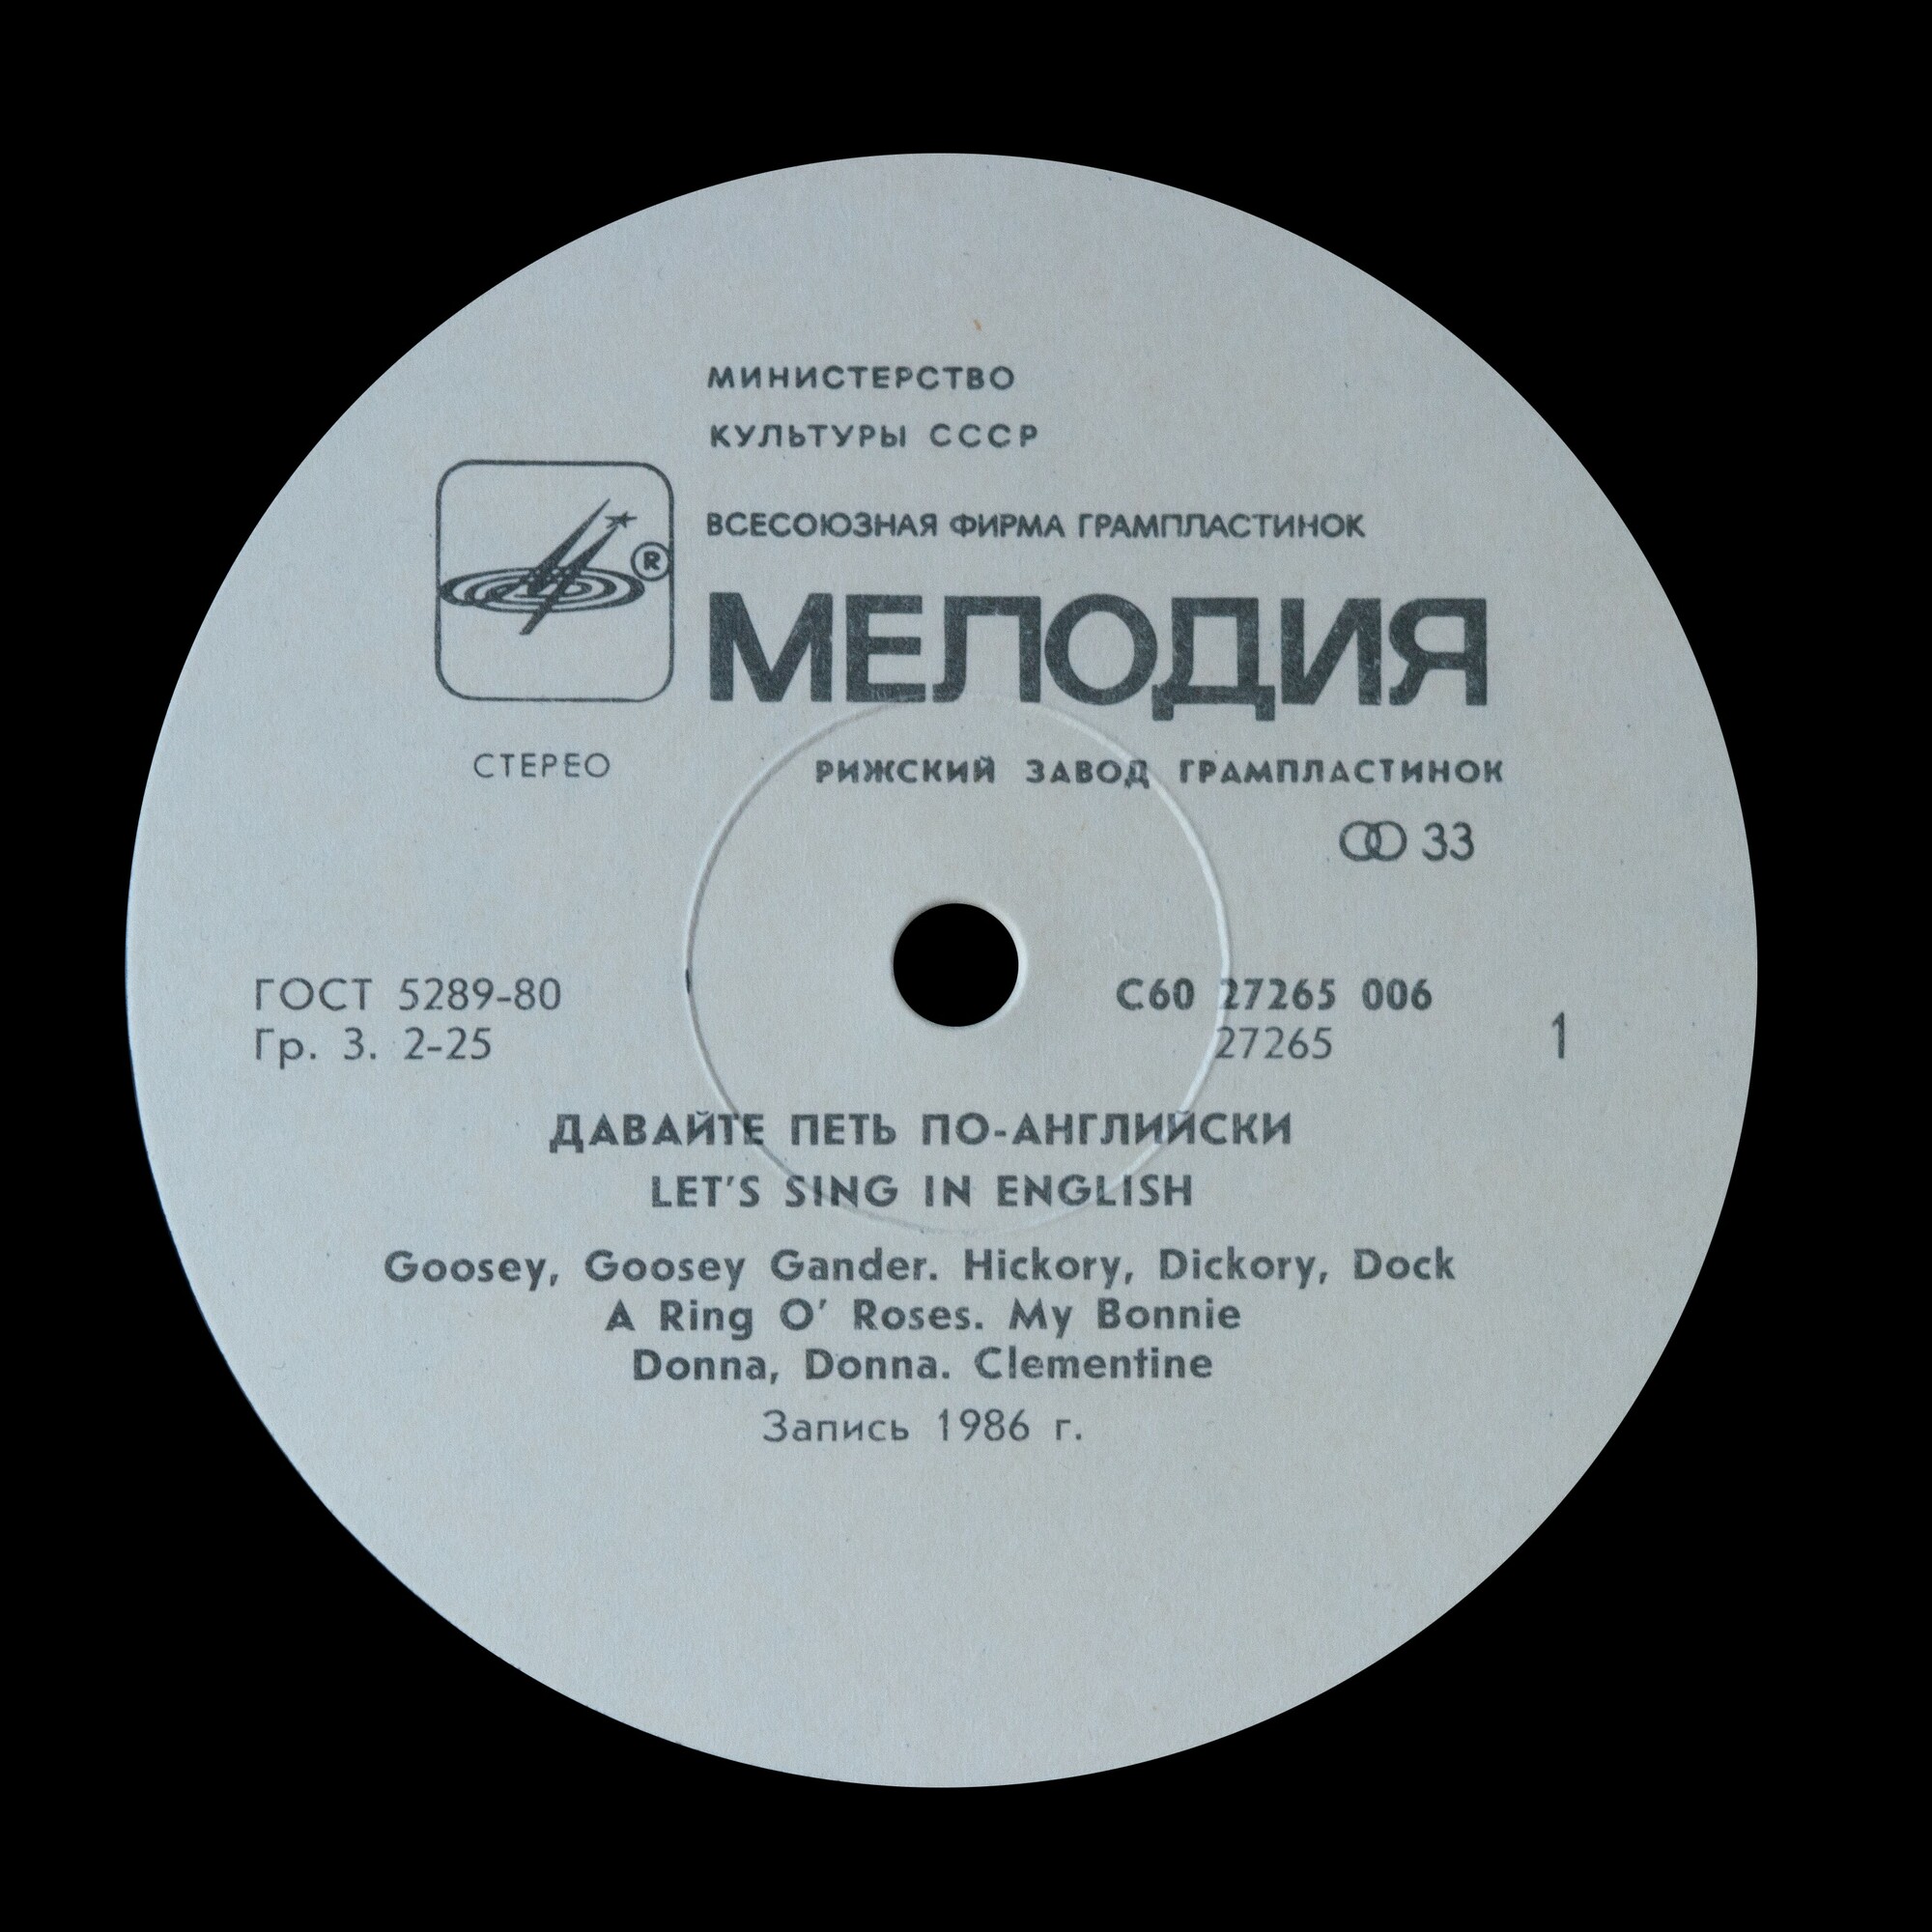 МИНИСТЕРСТВО
КУЛЬТУРЫ СССР
ВСЕСОЮЗНАЯ ФИРМА ГРАМПЛАСТИНОК
®
МЕЛОДИЯ
СТЕРЕО
РИЖСКИЙ ЗАВОД ГРАМПЛАСТИНОК
33
ГОСТ 5289-80
Гр. 3. 2-25
С60 27265 006
27265
1
ДАВАЙТЕ ПЕТЬ ПО-АНГЛИЙСКИ
LET'S SING IN ENGLISH
Goosey, Goosey Gander. Hickory, Dickory, Dock
A Ring O' Roses. My Bonnie
Donna, Donna. Clementine
Запись 1986 г.